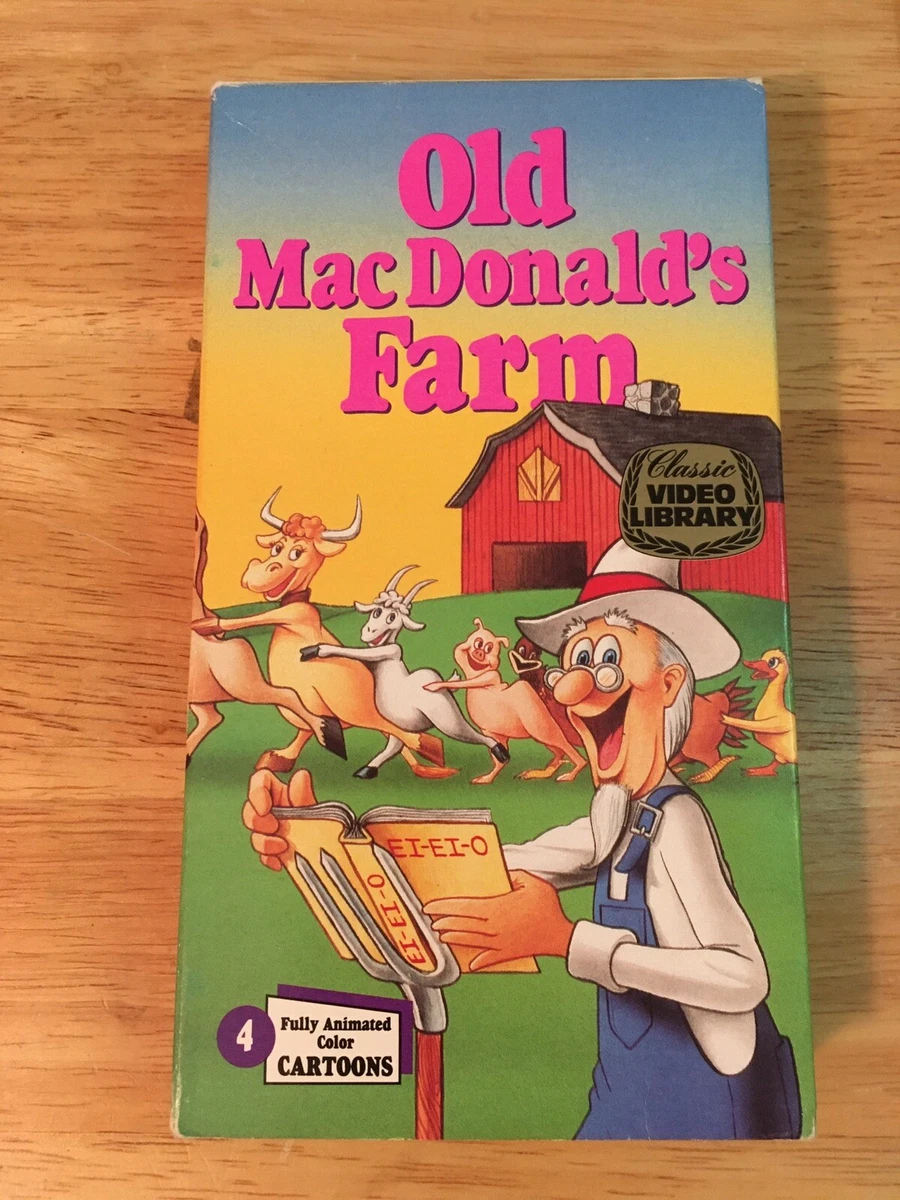 Old
MacDonald's
Farm
Classic
VIDEO
LIBRARY
EI-EI-O
EI-EI-O
4
Fully Animated
Color
CARTOONS